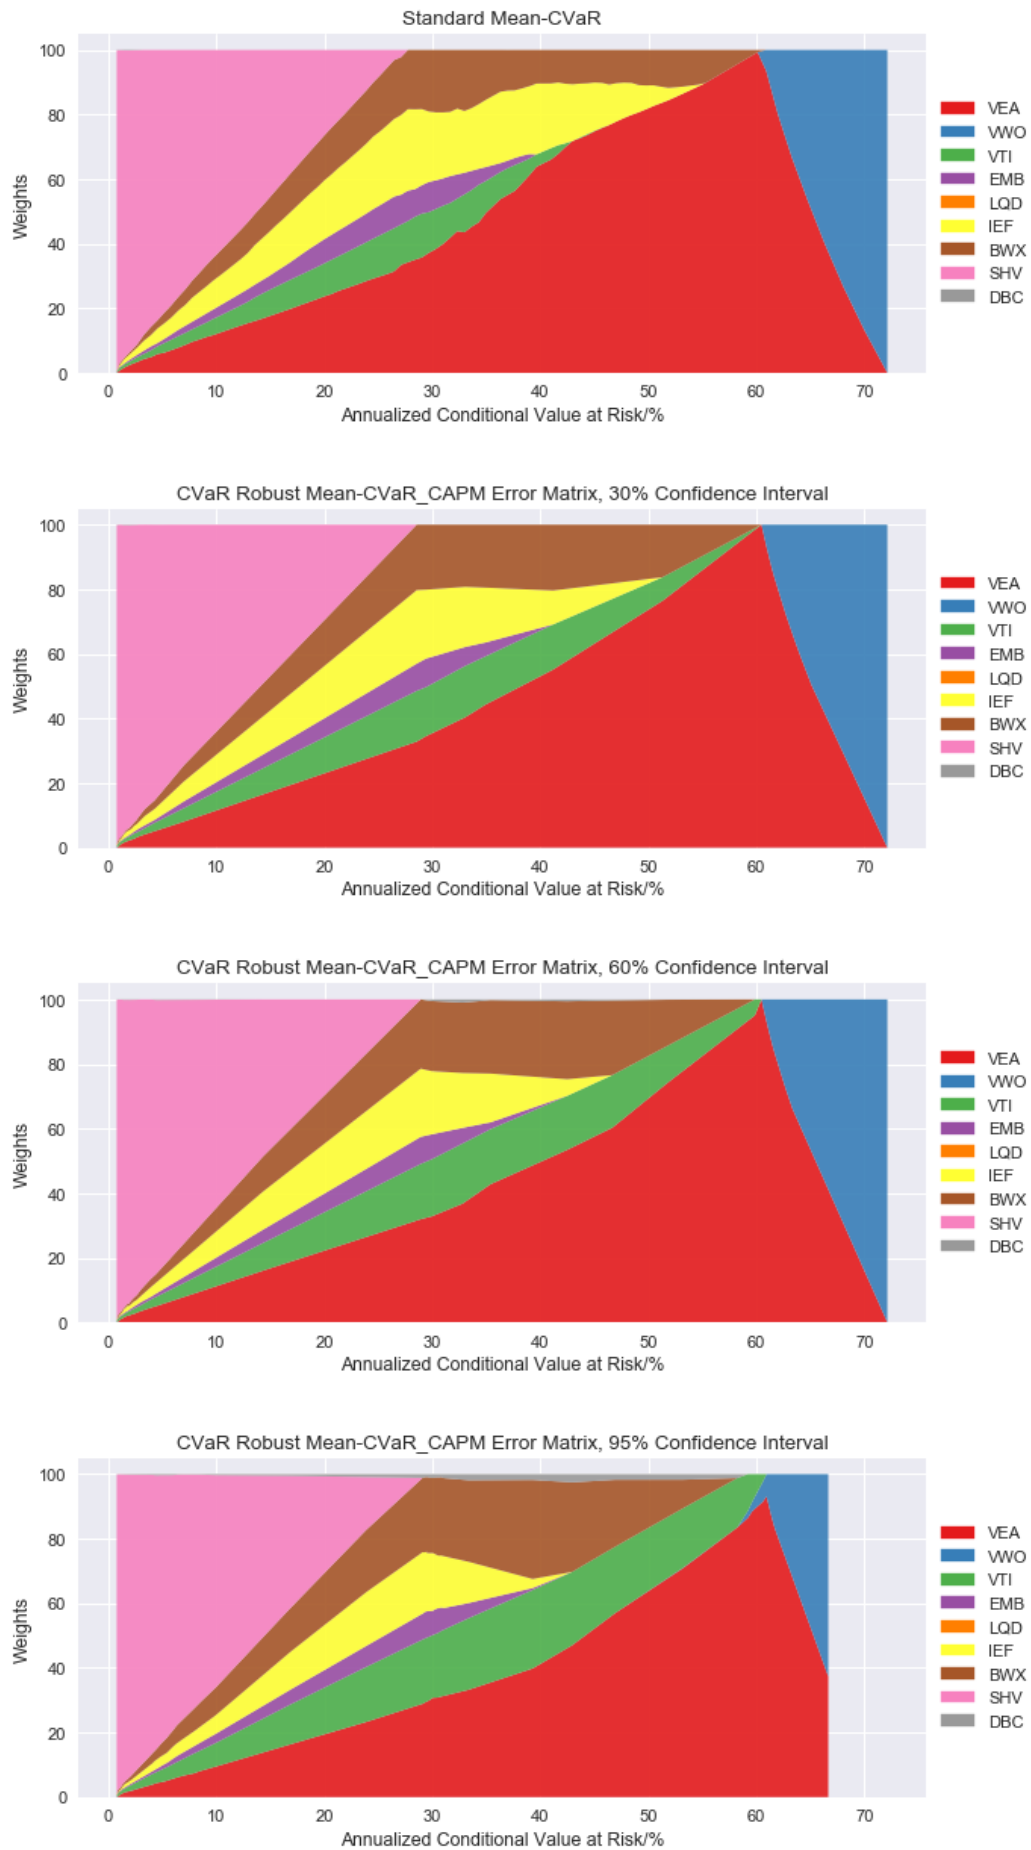 Standard Mean-CVaR
100
80
60
40
20
0
Weights
0 10 20 30 40 50 60 70
Annualized Conditional Value at Risk/%
VEA
VWO
VTI
EMB
LQD
IEF
BWX
SHV
DBC
CVaR Robust Mean-CVaR_CAPM Error Matrix, 30% Confidence Interval
100
80
60
40
20
0
Weights
0 10 20 30 40 50 60 70
Annualized Conditional Value at Risk/%
VEA
VWO
VTI
EMB
LQD
IEF
BWX
SHV
DBC
CVaR Robust Mean-CVaR_CAPM Error Matrix, 60% Confidence Interval
100
80
60
40
20
0
Weights
0 10 20 30 40 50 60 70
Annualized Conditional Value at Risk/%
VEA
VWO
VTI
EMB
LQD
IEF
BWX
SHV
DBC
CVaR Robust Mean-CVaR_CAPM Error Matrix, 95% Confidence Interval
100
80
60
40
20
0
Weights
0 10 20 30 40 50 60 70
Annualized Conditional Value at Risk/%
VEA
VWO
VTI
EMB
LQD
IEF
BWX
SHV
DBC